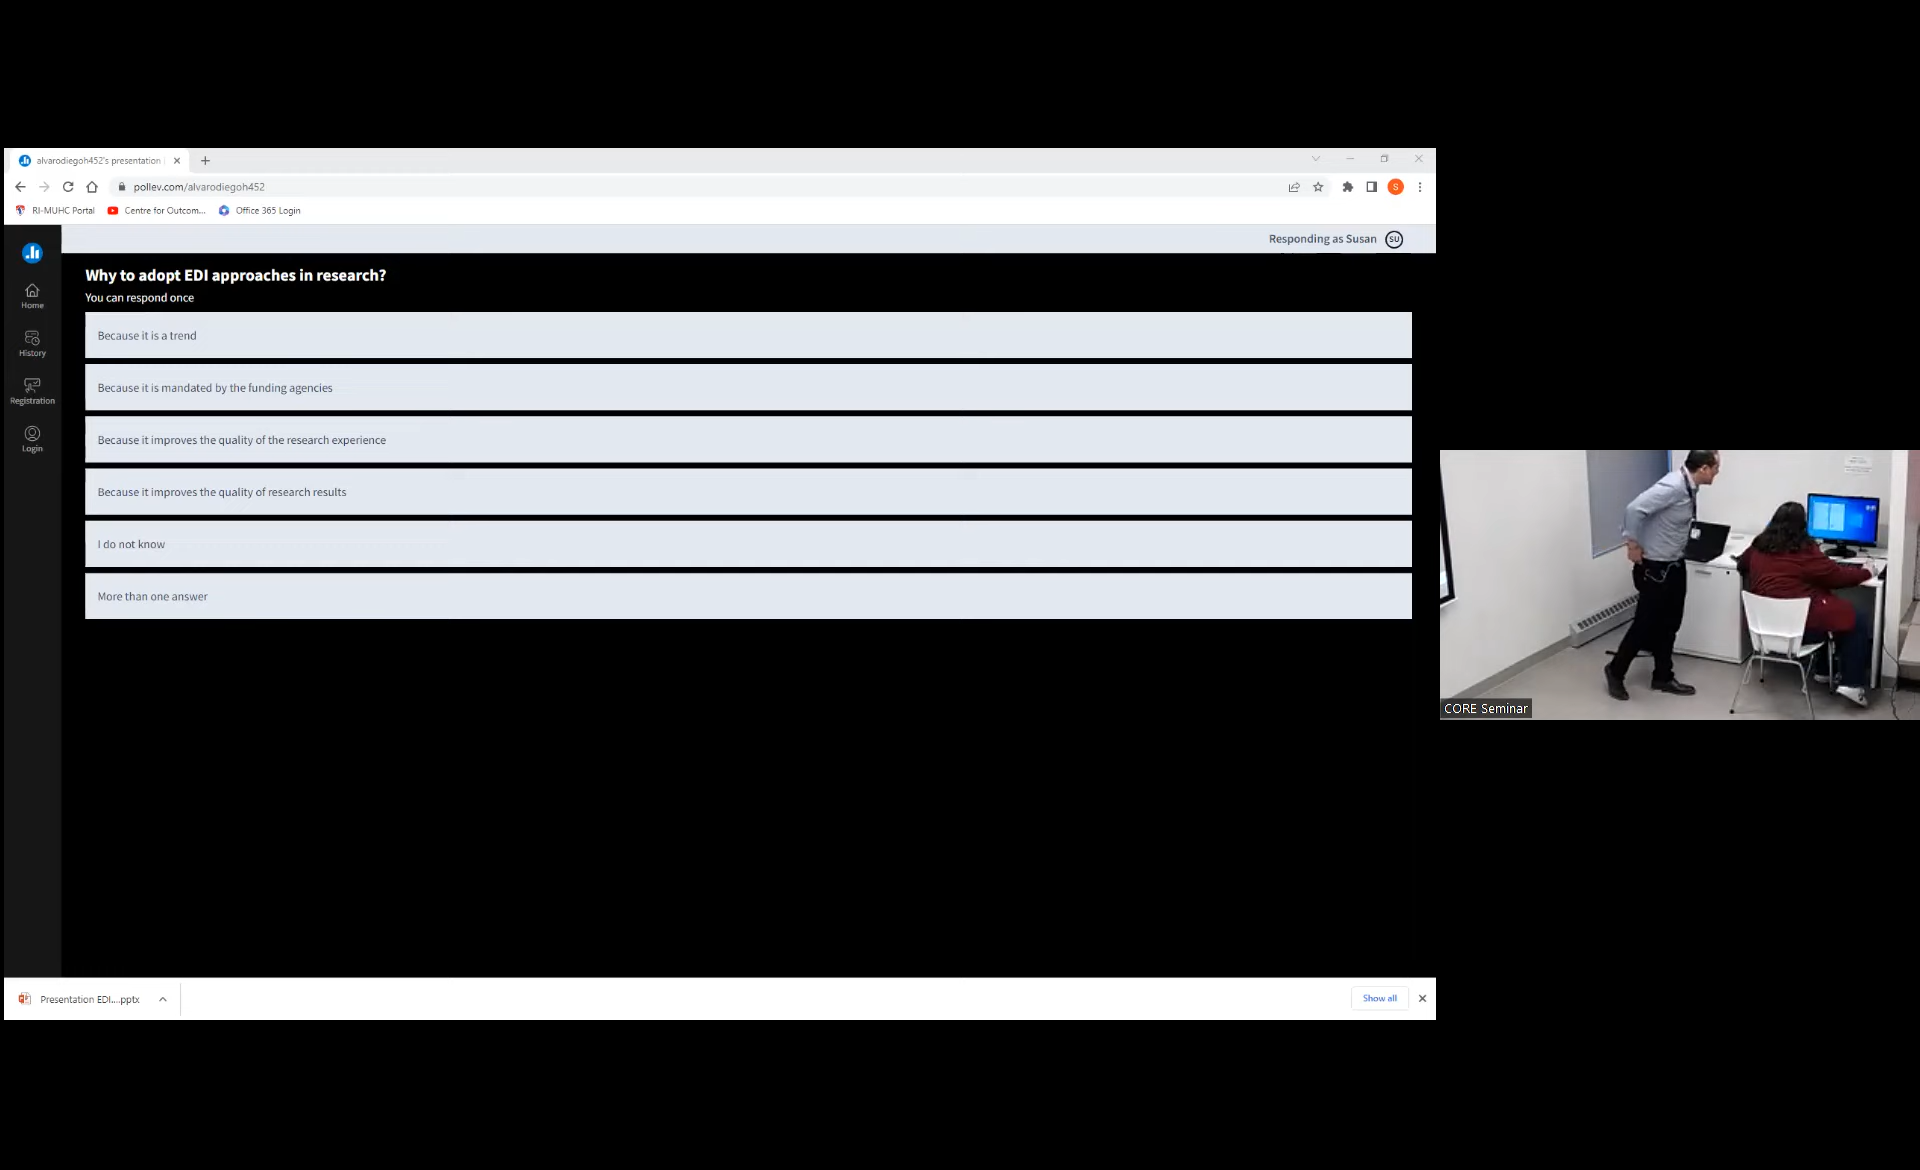 alvarodiegoh452's presentation
pollev.com/alvarodiegoh452
S
RI-MUHC Portal
Centre for Outcom...
Office 365 Login
Responding as Susan
SU
Home
History
Registration
Login
Why to adopt EDI approaches in research?
You can respond once
Because it is a trend
Because it is mandated by the funding agencies
Because it improves the quality of the research experience
Because it improves the quality of research results
I do not know
More than one answer
CORE Seminar
Presentation EDI....pptx
Show all